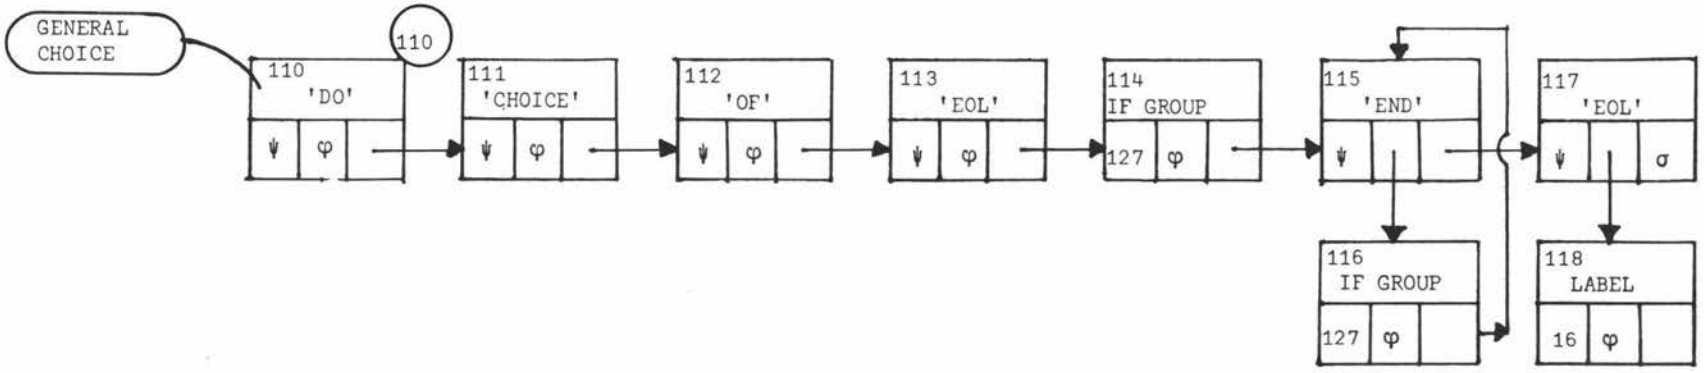 GENERAL
CHOICE
110
110
'DO'
ψ φ
111
'CHOICE'
ψ φ
112
'OF'
ψ φ
113
'EOL'
ψ φ
114
IF GROUP
127 φ
115
'END'
ψ
117
'EOL'
ψ σ
116
IF GROUP
127 φ
118
LABEL
16 φ